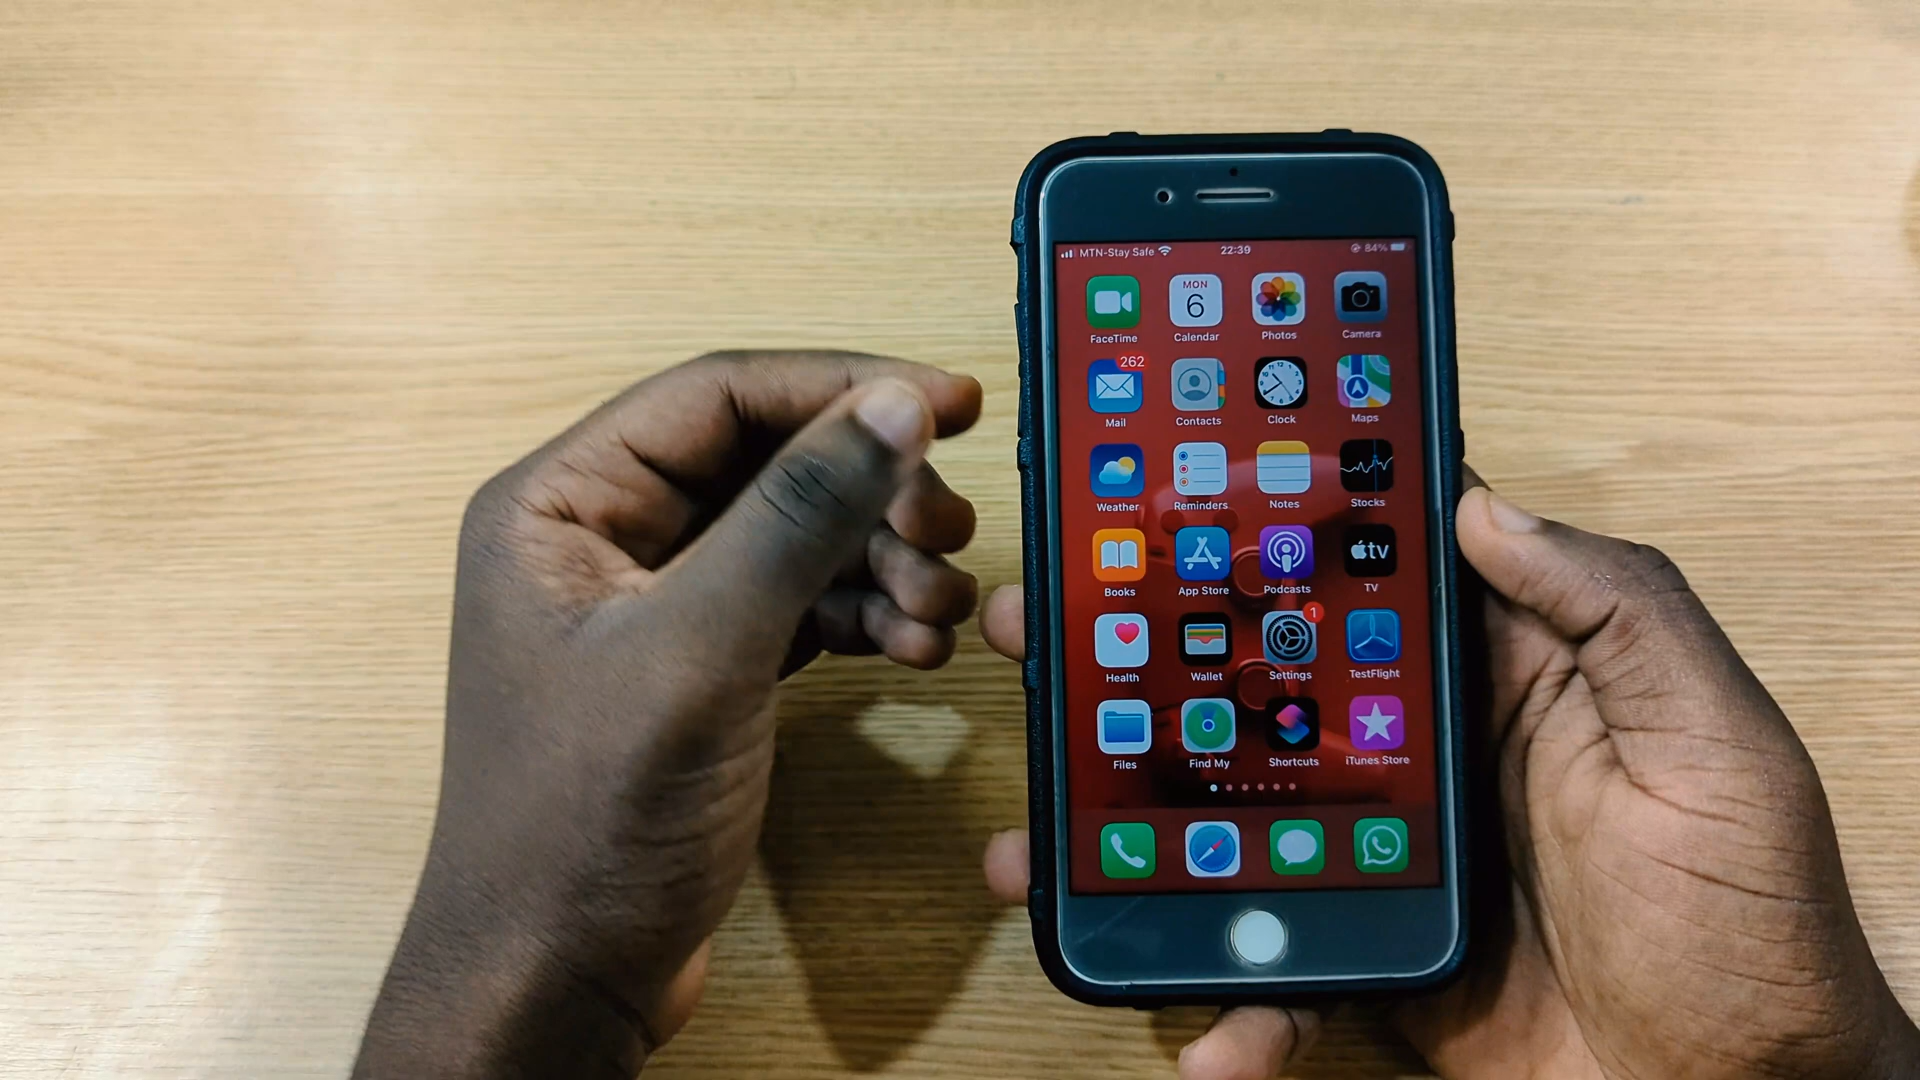 MTN-Stay Safe 22:39 84%
MON
6
FaceTime Calendar Photos Camera
262
Mail Contacts Clock Maps
Weather Reminders Notes Stocks
tv
Books App Store Podcasts TV
1
Health Wallet Settings TestFlight
Files Find My Shortcuts iTunes Store